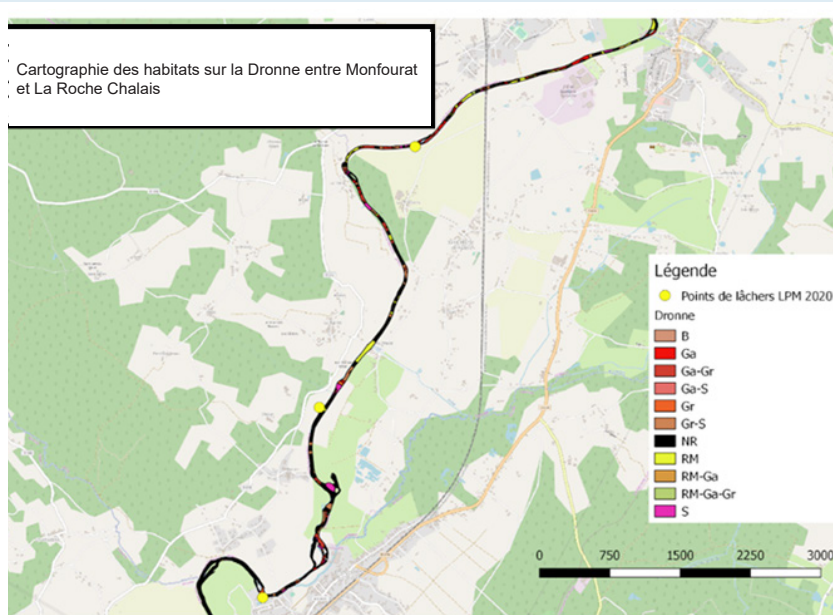 Cartographie des habitats sur la Dronne entre Monfourat
et La Roche Chalais
Légende
Points de lâchers LPM 2020
Dronne
B
Ga
Ga-Gr
Ga-S
Gr
Gr-S
NR
RM
RM-Ga
RM-Ga-Gr
S
0 750 1500 2250 3000